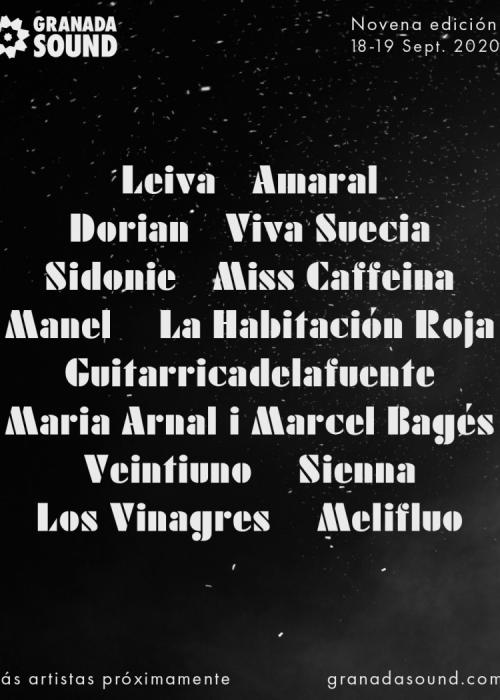 GRANADA
SOUND
Novena edición
18-19 Sept. 2020
Leiva Amaral
Dorian Viva Suecia
Sidonie Miss Caffeina
Manel La Habitación Roja
Guitarricadelafuente
Maria Arnal i Marcel Bagés
Veintiuno Sienna
Los Vinagres Melifluo
ás artistas próximamente
granadasound.com